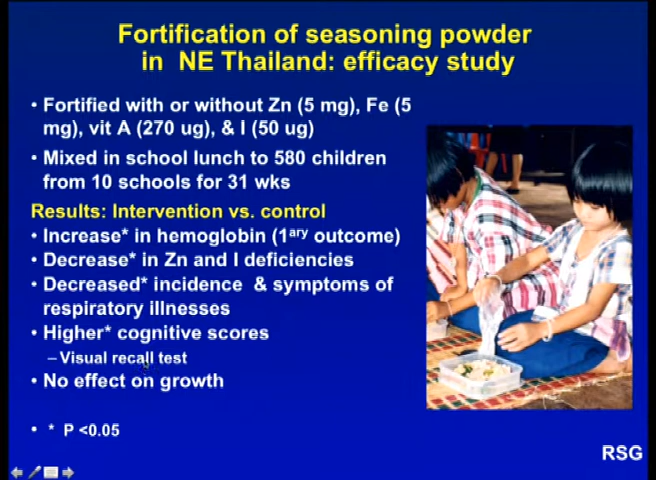 Fortification of seasoning powder
in NE Thailand: efficacy study
• Fortified with or without Zn (5 mg), Fe (5
mg), vit A (270 ug), & I (50 ug)
• Mixed in school lunch to 580 children
from 10 schools for 31 wks
Results: Intervention vs. control
• Increase* in hemoglobin (1ary outcome)
• Decrease* in Zn and I deficiencies
• Decreased* incidence & symptoms of
respiratory illnesses
• Higher* cognitive scores
– Visual recall test
• No effect on growth
• * P <0.05
RSG